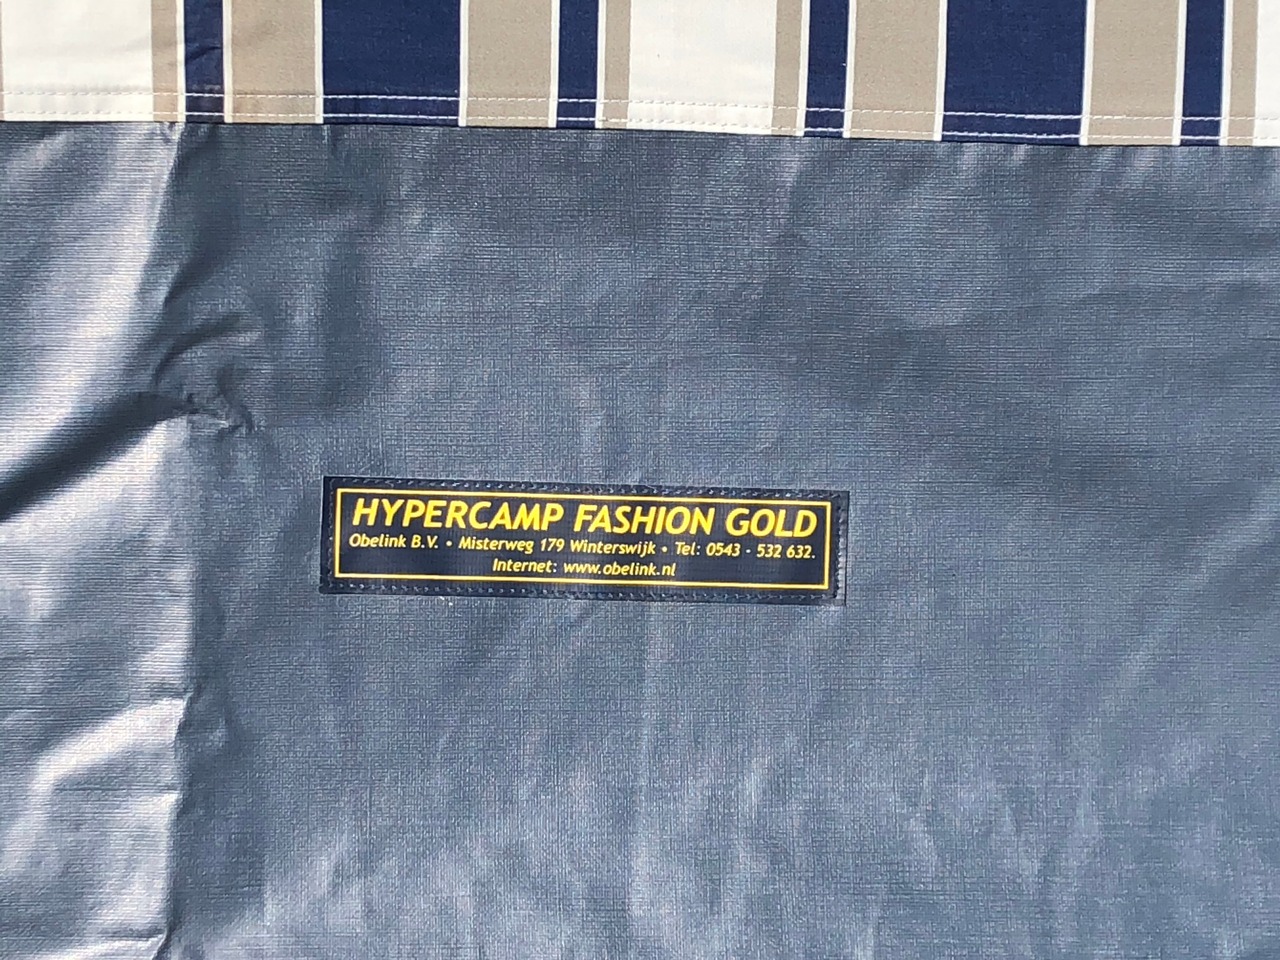 HYPERCAMP FASHION GOLD
Obelink B.V. • Misterweg 179 Winterswijk • Tel: 0543 - 532 632.
Internet: www.obelink.nl